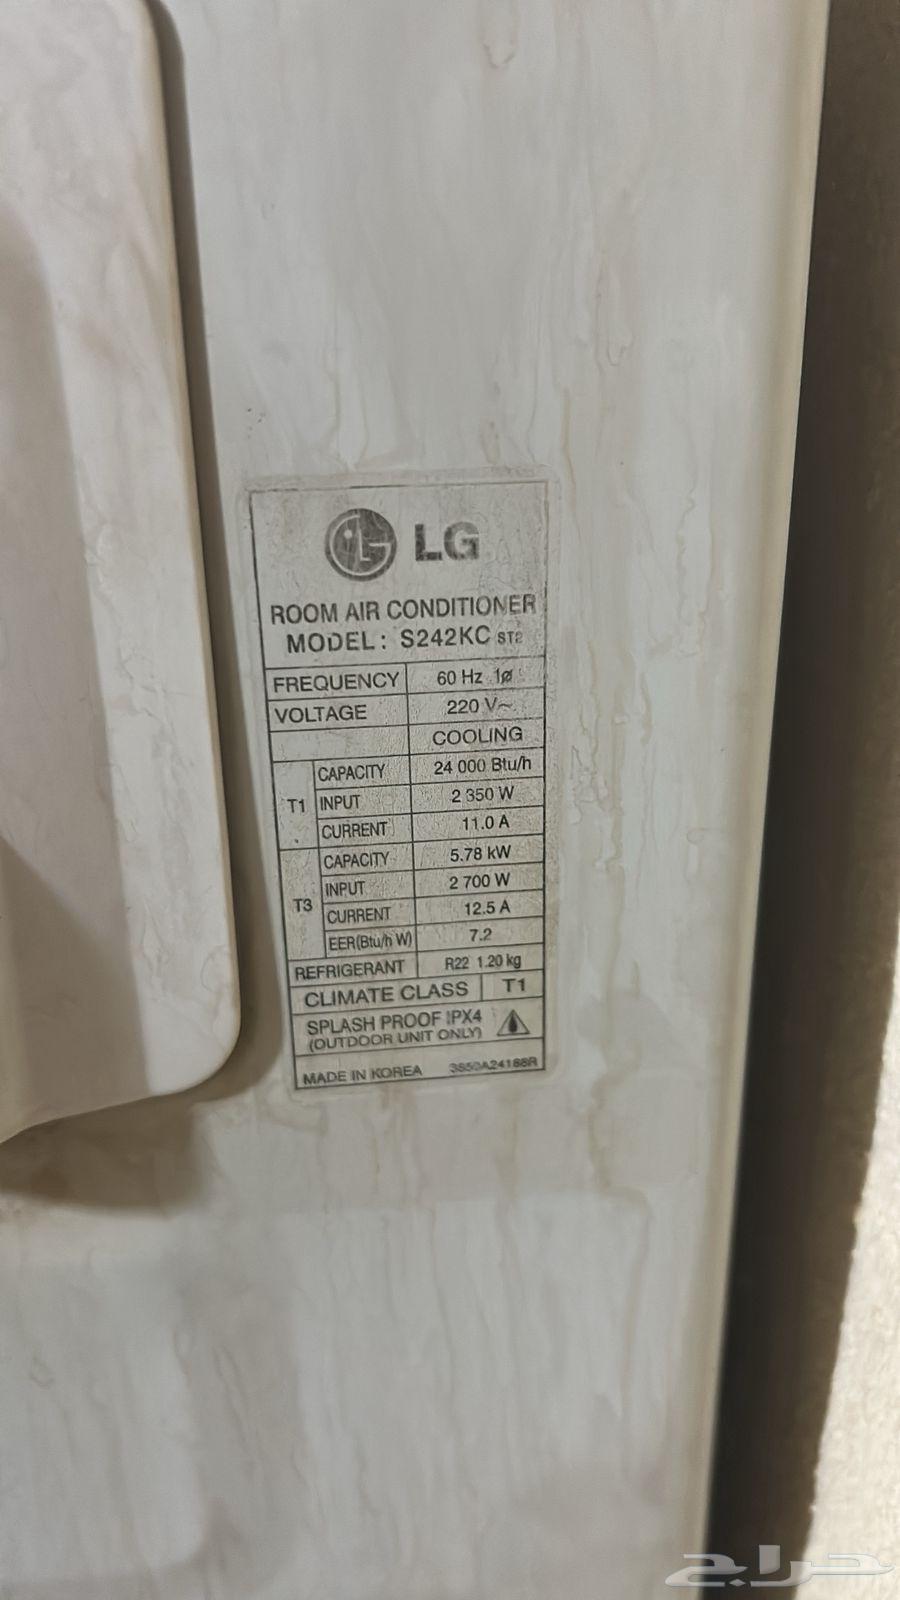 LG LG
ROOM AIR CONDITIONER
MODEL: S242KC ST2
FREQUENCY 60 Hz 1ø
VOLTAGE 220 V~
COOLING
T1
CAPACITY 24 000 Btu/h
INPUT 2 350 W
CURRENT 11.0 A
T3
CAPACITY 5.78 kW
INPUT 2 700 W
CURRENT 12.5 A
EER(Btu/h W) 7.2
REFRIGERANT R22 1.20 kg
CLIMATE CLASS T1
SPLASH PROOF IPX4
(OUTDOOR UNIT ONLY)
MADE IN KOREA
حراج